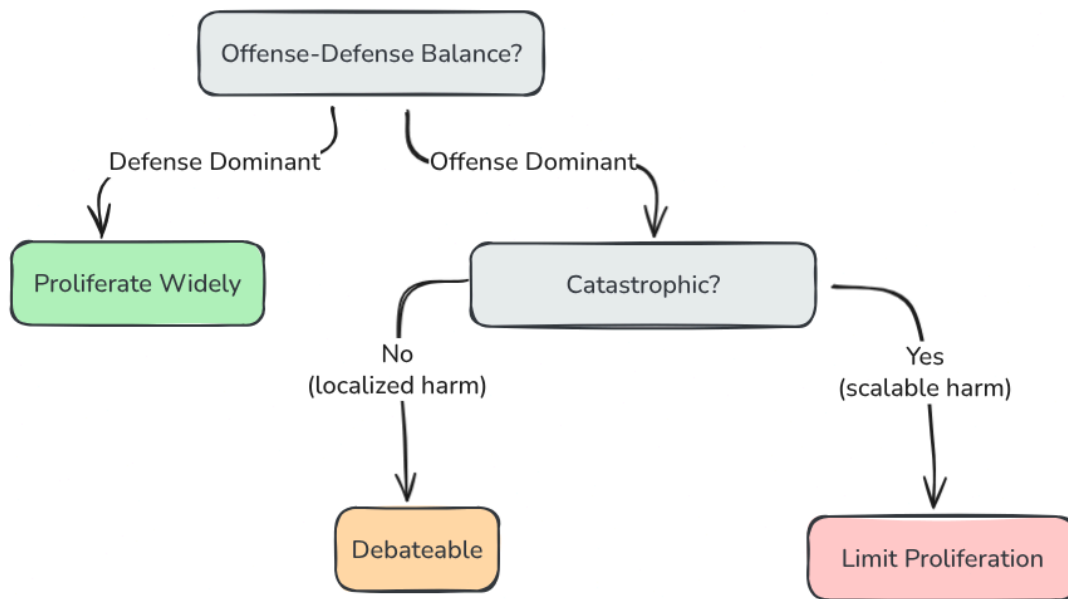 Offense-Defense Balance?
Defense Dominant
Offense Dominant
Proliferate Widely
Catastrophic?
No
(localized harm)
Yes
(scalable harm)
Debateable
Limit Proliferation